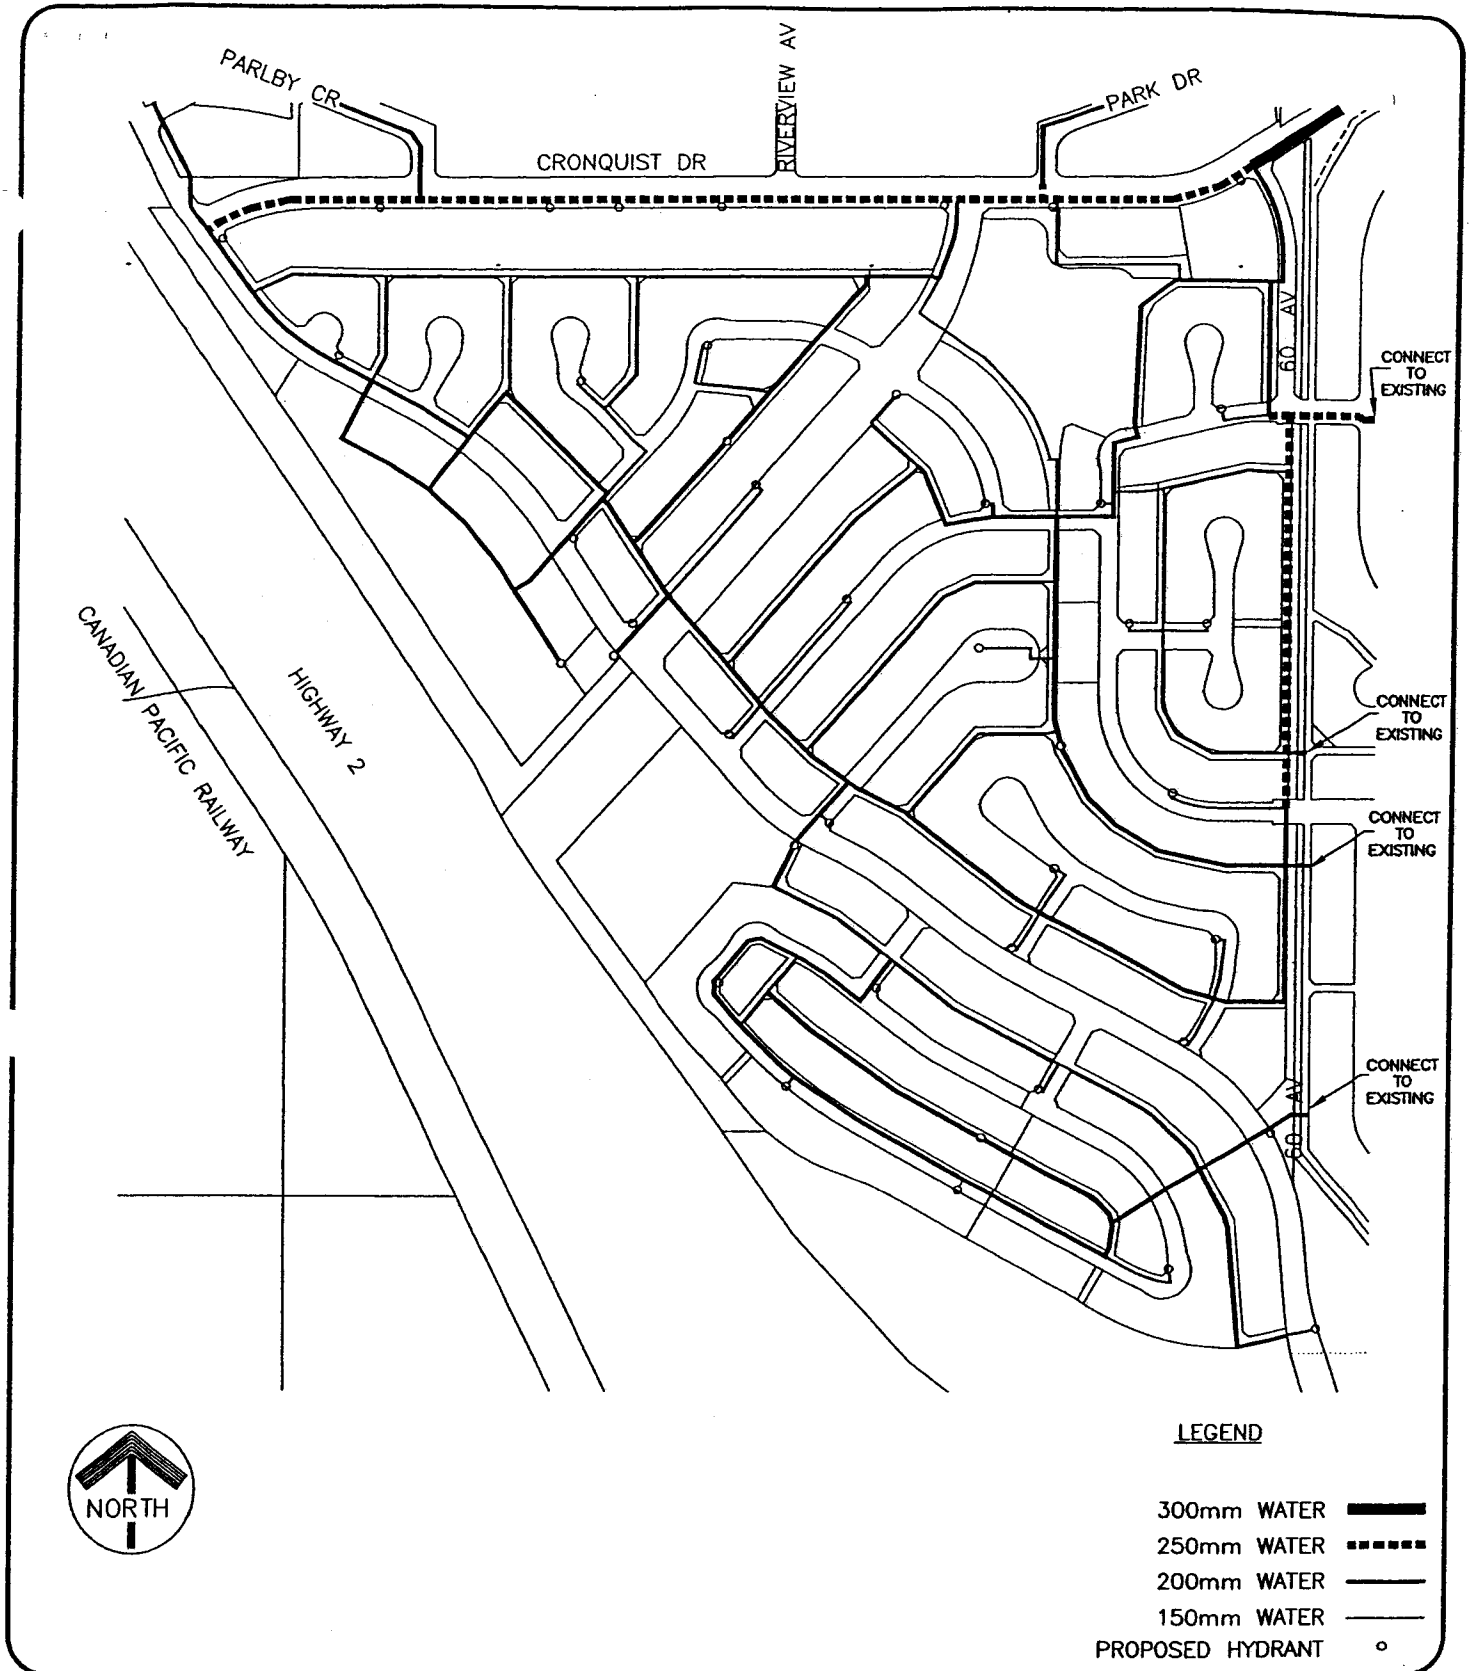 PARLBY CR
RIVERVIEW AV
PARK DR
CRONQUIST DR
60 AV
CONNECT
TO
EXISTING
CANADIAN PACIFIC RAILWAY
HIGHWAY 2
CONNECT
TO
EXISTING
CONNECT
TO
EXISTING
CONNECT
TO
EXISTING
60 AV
LEGEND
NORTH
300mm WATER
250mm WATER
200mm WATER
150mm WATER
PROPOSED HYDRANT